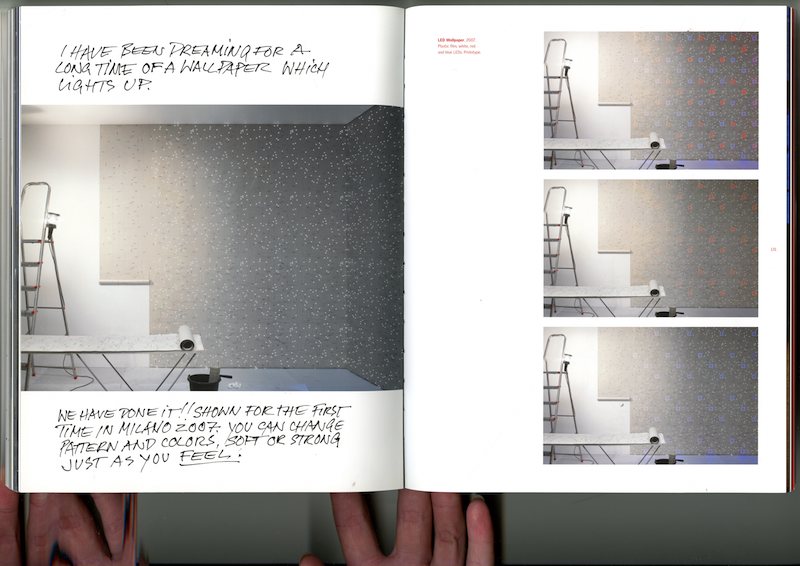 I HAVE BEEN DREAMING FOR A
LONG TIME OF A WALLPAPER WHICH
LIGHTS UP.
WE HAVE DONE IT!! SHOWN FOR THE FIRST
TIME IN MILANO 2007. YOU CAN CHANGE
PATTERN AND COLORS, SOFT OR STRONG
JUST AS YOU FEEL.
LED Wallpaper, 2007
Plastic film, white, red
and blue LEDs. Prototype.